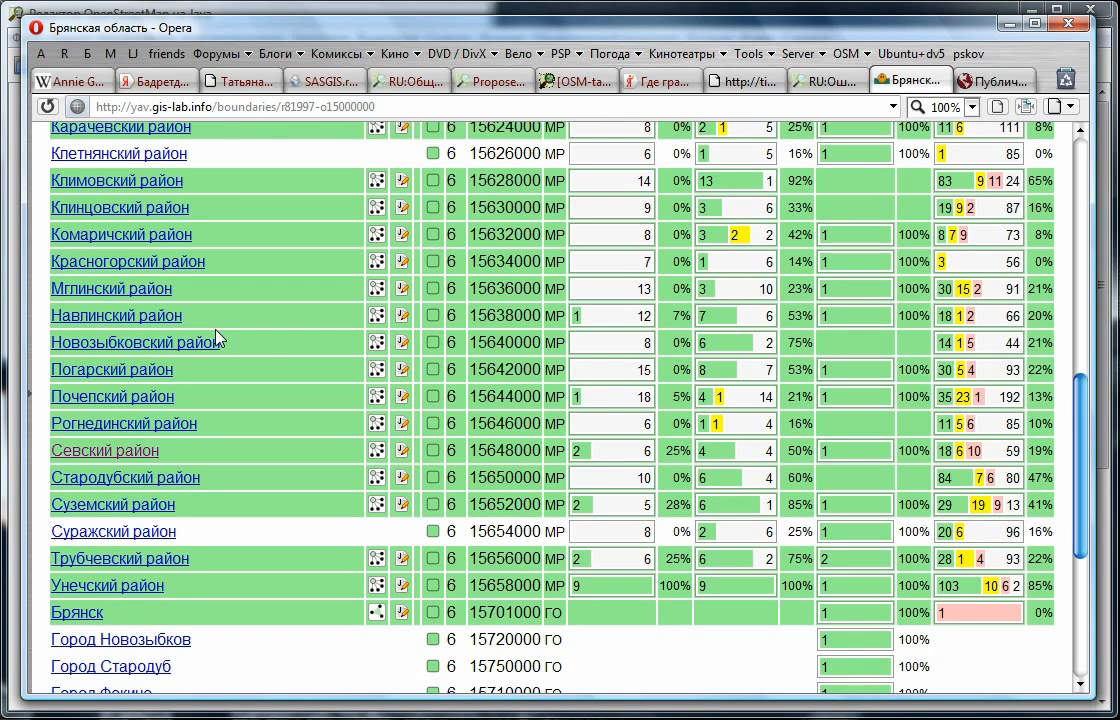 Брянская область - Opera
A R Б M LJ friends Форумы Блоги Комиксы Кино DVD / DivX Вело PSP Погода Кинотеатры Tools Server OSM Ubuntu+dv5 pskov
Annie G... Бадретд... Татьяна... SASGIS.r... RU:Общ... Propose... [OSM-ta... Где гра... http://ti... RU:Ош... Брянск... Публич...
http://yav.gis-lab.info/boundaries/r81997-o15000000 100%
Карачевский район 6 15624000 МР 8 0% 2 1 5 25% 1 100% 11 6 111 8%
Клетнянский район 6 15626000 МР 6 0% 1 5 16% 1 100% 1 85 0%
Климовский район 6 15628000 МР 14 0% 13 1 92% 83 9 11 24 65%
Клинцовский район 6 15630000 МР 9 0% 3 6 33% 19 9 2 87 16%
Комаричский район 6 15632000 МР 8 0% 3 2 2 42% 1 100% 8 7 9 73 8%
Красногорский район 6 15634000 МР 7 0% 1 6 14% 1 100% 3 56 0%
Мглинский район 6 15636000 МР 13 0% 3 10 23% 1 100% 30 15 2 91 21%
Навлинский район 6 15638000 МР 1 12 7% 7 6 53% 1 100% 18 1 2 66 20%
Новозыбковский район 6 15640000 МР 8 0% 6 2 75% 14 1 5 44 21%
Погарский район 6 15642000 МР 15 0% 8 7 53% 1 100% 30 5 4 93 22%
Почепский район 6 15644000 МР 1 18 5% 4 1 14 21% 1 100% 35 23 1 192 13%
Рогнединский район 6 15646000 МР 6 0% 1 1 4 16% 11 5 6 85 10%
Севский район 6 15648000 МР 2 6 25% 4 4 50% 1 100% 18 6 10 59 19%
Стародубский район 6 15650000 МР 10 0% 6 4 60% 84 7 6 80 47%
Суземский район 6 15652000 МР 2 5 28% 6 1 85% 1 100% 29 19 9 13 41%
Суражский район 6 15654000 МР 8 0% 2 6 25% 1 100% 20 6 96 16%
Трубчевский район 6 15656000 МР 2 6 25% 6 2 75% 2 100% 28 1 4 93 22%
Унечский район 6 15658000 МР 9 100% 9 100% 1 100% 103 10 6 2 85%
Брянск 6 15701000 ГО 1 100% 1 0%
Город Новозыбков 6 15720000 ГО 1 100%
Город Стародуб 6 15750000 ГО 1 100%
Город Фокино 6 15710000 ГО 1 100%